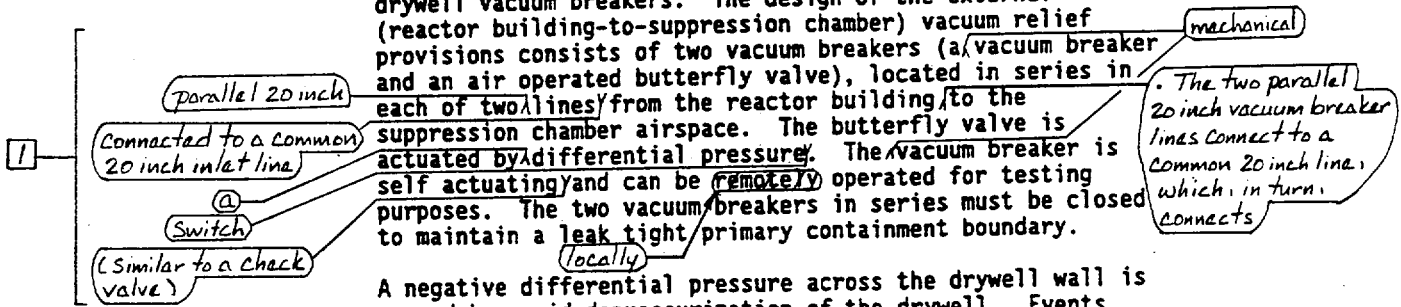 drywell vacuum breakers. The design of the external
(reactor building-to-suppression chamber) vacuum relief
mechanical
provisions consists of two vacuum breakers (a vacuum breaker
and an air operated butterfly valve), located in series in
parallel 20 inch
each of two lines from the reactor building to the
. The two parallel
20 inch vacuum breaker
lines connect to a
common 20 inch line,
which, in turn,
connects
Connected to a common
20 inch inlet line
suppression chamber airspace. The butterfly valve is
1
actuated by differential pressure. The vacuum breaker is
self actuating and can be remotely operated for testing
a
purposes. The two vacuum breakers in series must be closed
Switch
to maintain a leak tight primary containment boundary.
locally
(Similar to a check
valve)
A negative differential pressure across the drywell wall is
depressurization of the drywell. Events